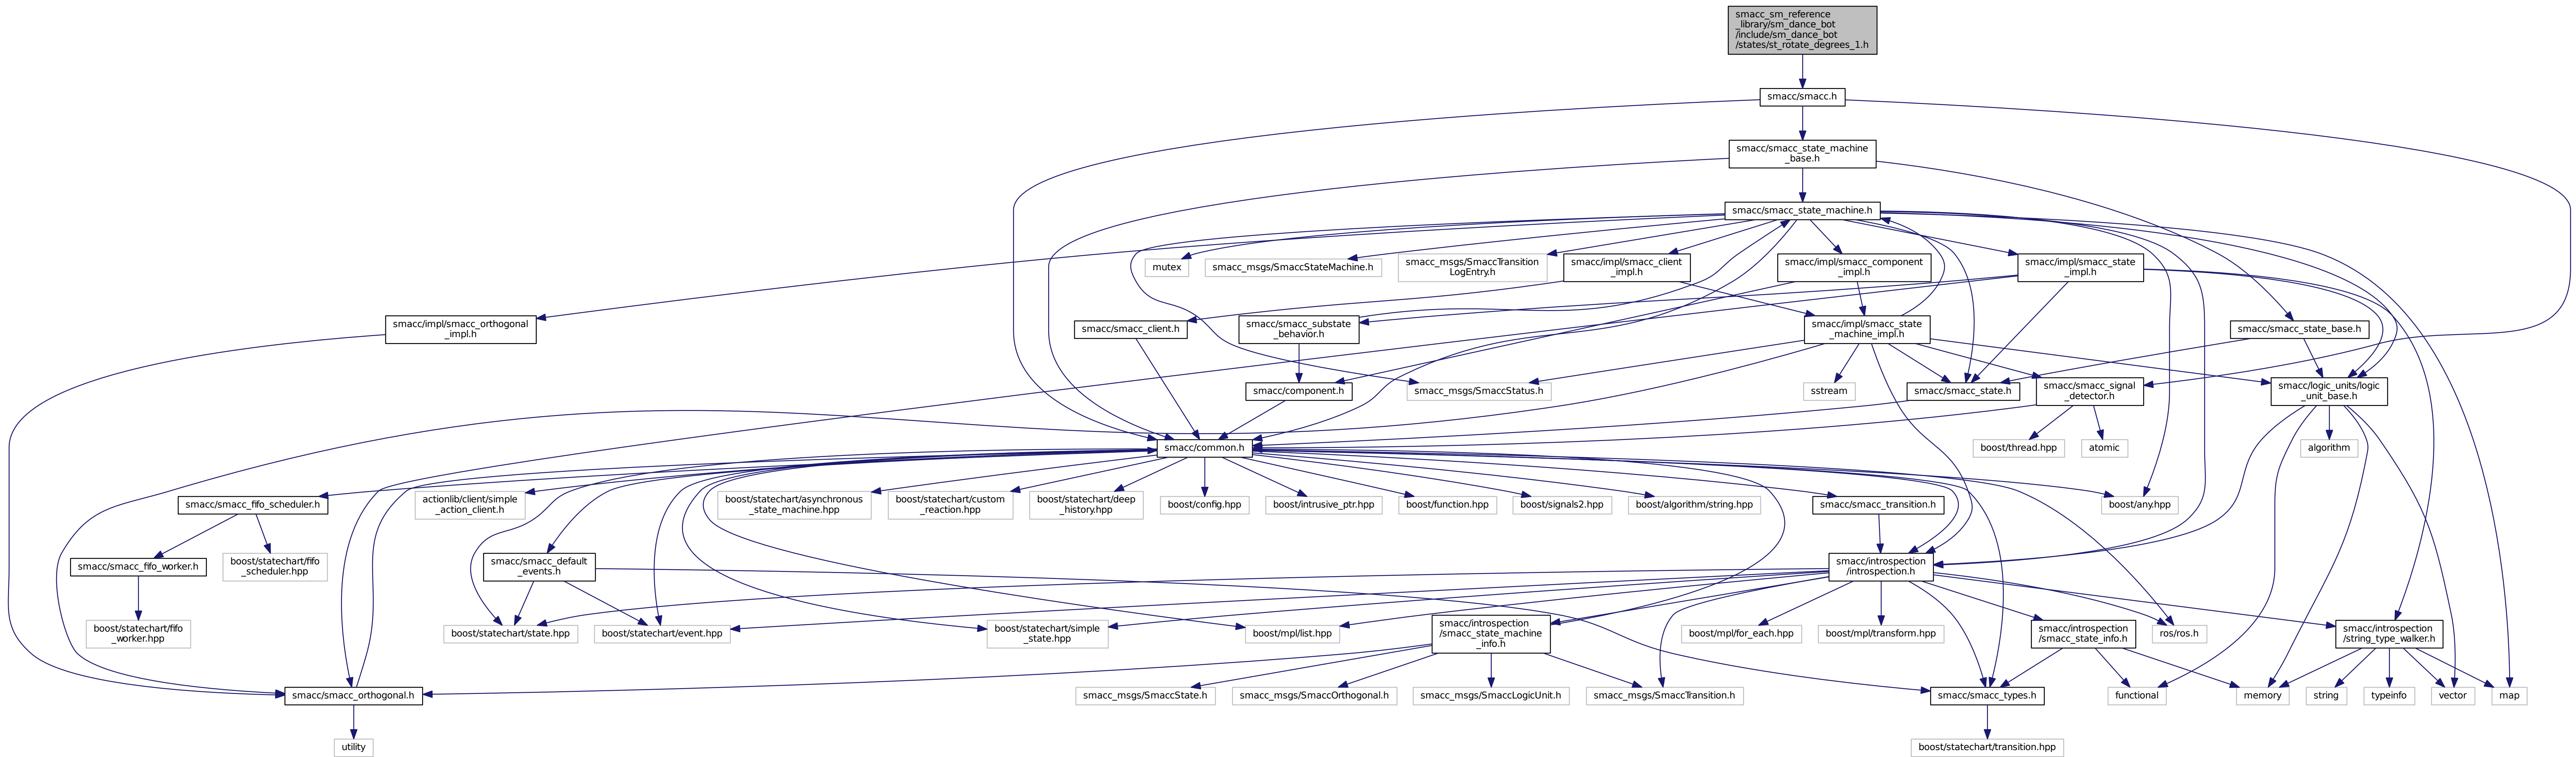 smacc_sm_reference
_library/sm_dance_bot
/include/sm_dance_bot
/states/st_rotate_degrees_1.h
smacc/smacc.h
smacc/smacc_state_machine
_base.h
smacc/smacc_state_machine.h
mutex
smacc_msgs/SmaccStateMachine.h
smacc_msgs/SmaccTransition
LogEntry.h
smacc/impl/smacc_client
_impl.h
smacc/impl/smacc_component
_impl.h
smacc/impl/smacc_state
_impl.h
smacc/impl/smacc_orthogonal
_impl.h
smacc/smacc_client.h
smacc/smacc_substate
_behavior.h
smacc/impl/smacc_state
_machine_impl.h
smacc/smacc_state_base.h
smacc/component.h
smacc_msgs/SmaccStatus.h
sstream
smacc/smacc_state.h
smacc/smacc_signal
_detector.h
smacc/logic_units/logic
_unit_base.h
smacc/common.h
boost/thread.hpp
atomic
algorithm
smacc/smacc_fifo_scheduler.h
actionlib/client/simple
_action_client.h
boost/statechart/asynchronous
_state_machine.hpp
boost/statechart/custom
_reaction.hpp
boost/statechart/deep
_history.hpp
boost/config.hpp
boost/intrusive_ptr.hpp
boost/function.hpp
boost/signals2.hpp
boost/algorithm/string.hpp
smacc/smacc_transition.h
boost/any.hpp
smacc/smacc_fifo_worker.h
boost/statechart/fifo
_scheduler.hpp
smacc/smacc_default
_events.h
smacc/introspection
/introspection.h
boost/statechart/fifo
_worker.hpp
boost/statechart/state.hpp
boost/statechart/event.hpp
boost/statechart/simple
_state.hpp
boost/mpl/list.hpp
smacc/introspection
/smacc_state_machine
_info.h
boost/mpl/for_each.hpp
boost/mpl/transform.hpp
smacc/introspection
/smacc_state_info.h
ros/ros.h
smacc/introspection
/string_type_walker.h
smacc/smacc_orthogonal.h
smacc_msgs/SmaccState.h
smacc_msgs/SmaccOrthogonal.h
smacc_msgs/SmaccLogicUnit.h
smacc_msgs/SmaccTransition.h
smacc/smacc_types.h
functional
memory
string
typeinfo
vector
map
utility
boost/statechart/transition.hpp